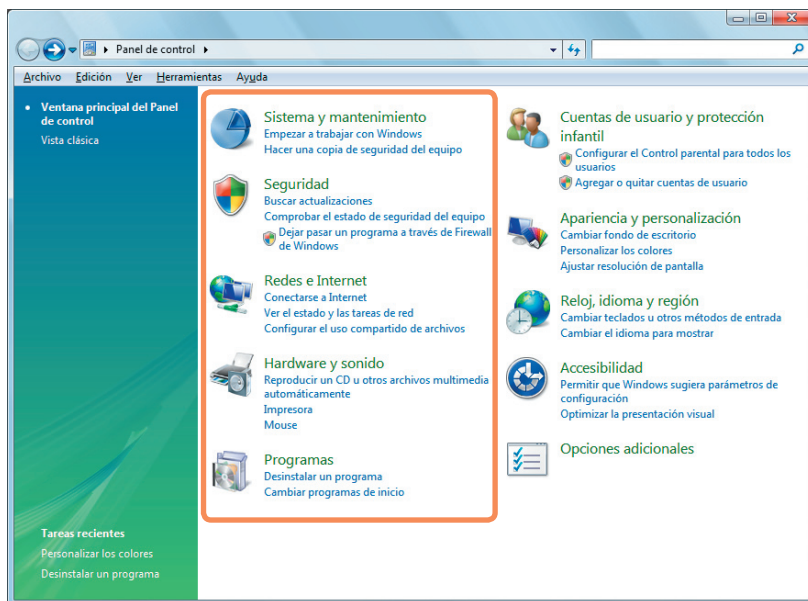 Panel de control
Archivo Edición Ver Herramientas Ayuda
Ventana principal del Panel
de control
Vista clásica
Sistema y mantenimiento
Empezar a trabajar con Windows
Hacer una copia de seguridad del equipo
Seguridad
Buscar actualizaciones
Comprobar el estado de seguridad del equipo
Dejar pasar un programa a través de Firewall
de Windows
Redes e Internet
Conectarse a Internet
Ver el estado y las tareas de red
Configurar el uso compartido de archivos
Hardware y sonido
Reproducir un CD u otros archivos multimedia
automáticamente
Impresora
Mouse
Programas
Desinstalar un programa
Cambiar programas de inicio
Cuentas de usuario y protección
infantil
Configurar el Control parental para todos los
usuarios
Agregar o quitar cuentas de usuario
Apariencia y personalización
Cambiar fondo de escritorio
Personalizar los colores
Ajustar resolución de pantalla
Reloj, idioma y región
Cambiar teclados u otros métodos de entrada
Cambiar el idioma para mostrar
Accesibilidad
Permitir que Windows sugiera parámetros de
configuración
Optimizar la presentación visual
Opciones adicionales
Tareas recientes
Personalizar los colores
Desinstalar un programa